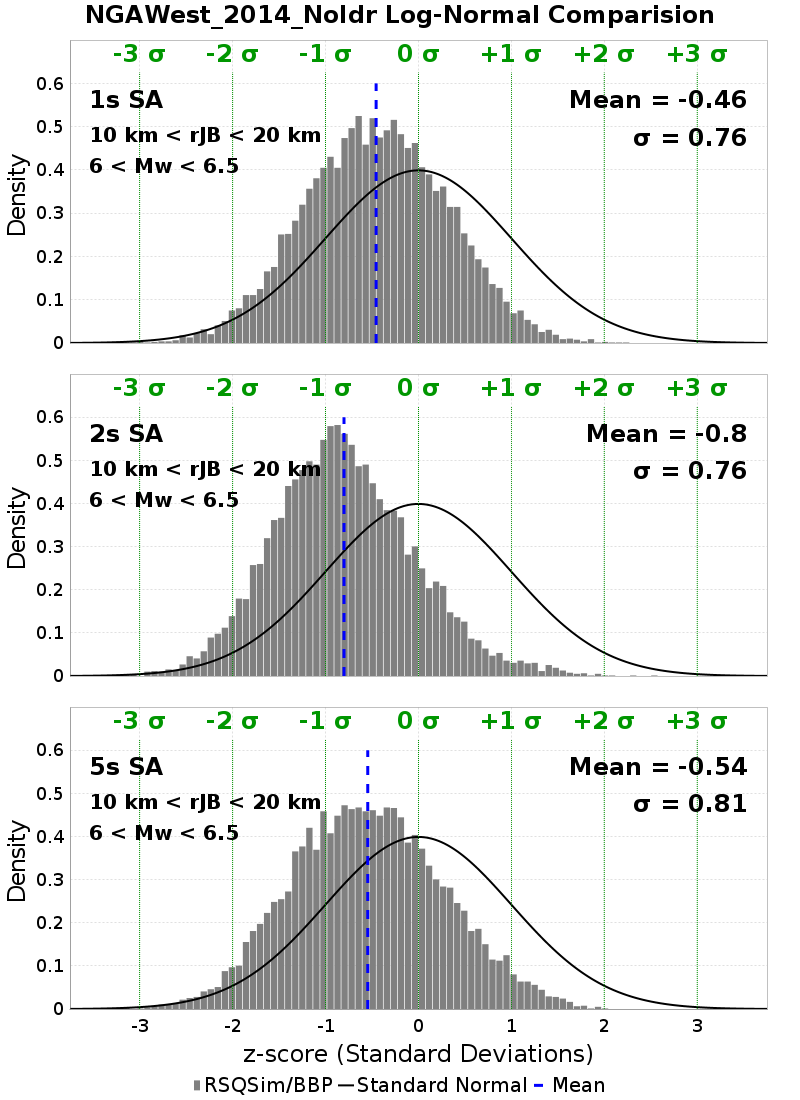 NGAWest_2014_NoIdr Log-Normal Comparision
-3 σ -2 σ -1 σ 0 σ +1 σ +2 σ +3 σ
1s SA
10 km < rJB < 20 km
6 < Mw < 6.5
Mean = -0.46
σ = 0.76
0.6
0.5
0.4
0.3
0.2
0.1
0
Density
-3 σ -2 σ -1 σ 0 σ +1 σ +2 σ +3 σ
2s SA
10 km < rJB < 20 km
6 < Mw < 6.5
Mean = -0.8
σ = 0.76
0.6
0.5
0.4
0.3
0.2
0.1
0
Density
-3 σ -2 σ -1 σ 0 σ +1 σ +2 σ +3 σ
5s SA
10 km < rJB < 20 km
6 < Mw < 6.5
Mean = -0.54
σ = 0.81
0.6
0.5
0.4
0.3
0.2
0.1
0
Density
-3 -2 -1 0 1 2 3
z-score (Standard Deviations)
RSQSim/BBP Standard Normal Mean